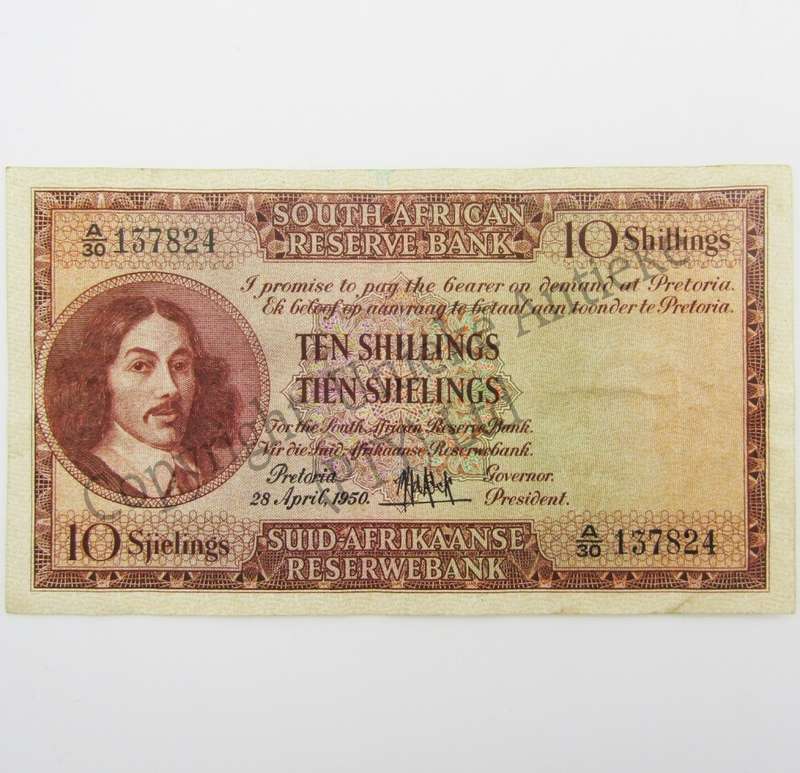 SOUTH AFRICAN
RESERVE BANK
A/30 137824
10 Shillings
I promise to pay the bearer on demand at Pretoria.
Ek beloof op aanvraag te betaal aan toonder te Pretoria.
TEN SHILLINGS
TIEN SJIELINGS
For the South African Reserve Bank.
Vir die Suid-Afrikaanse Reserwebank.
Pretoria
28 April, 1950.
Governor.
President.
10 Sjielings
SUID-AFRIKAANSE
RESERWEBANK
A/30 137824